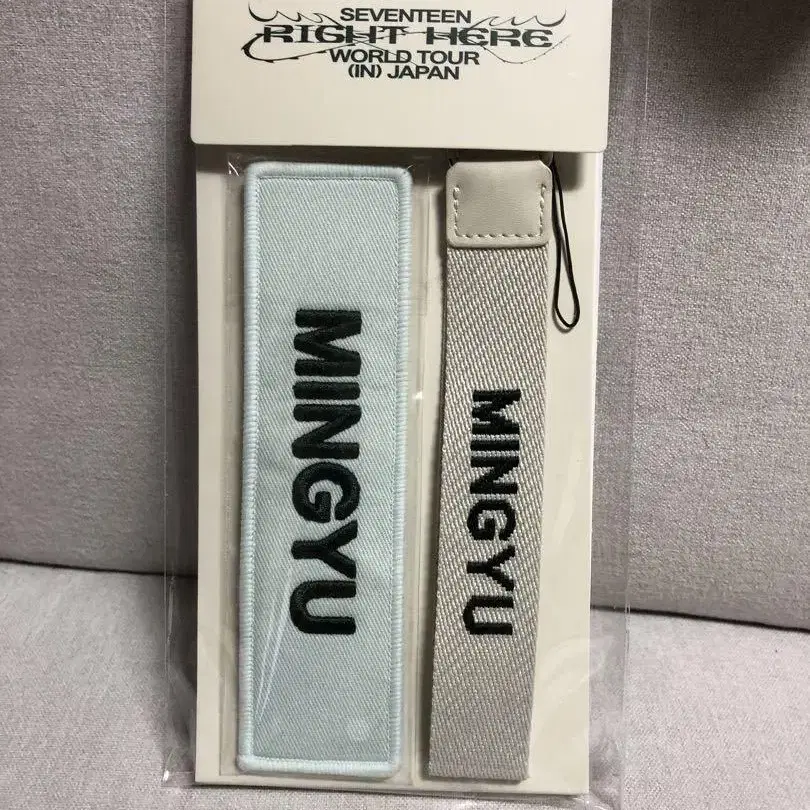 SEVENTEEN
RIGHT HERE
WORLD TOUR
(IN) JAPAN
MINGYU
MINGYU